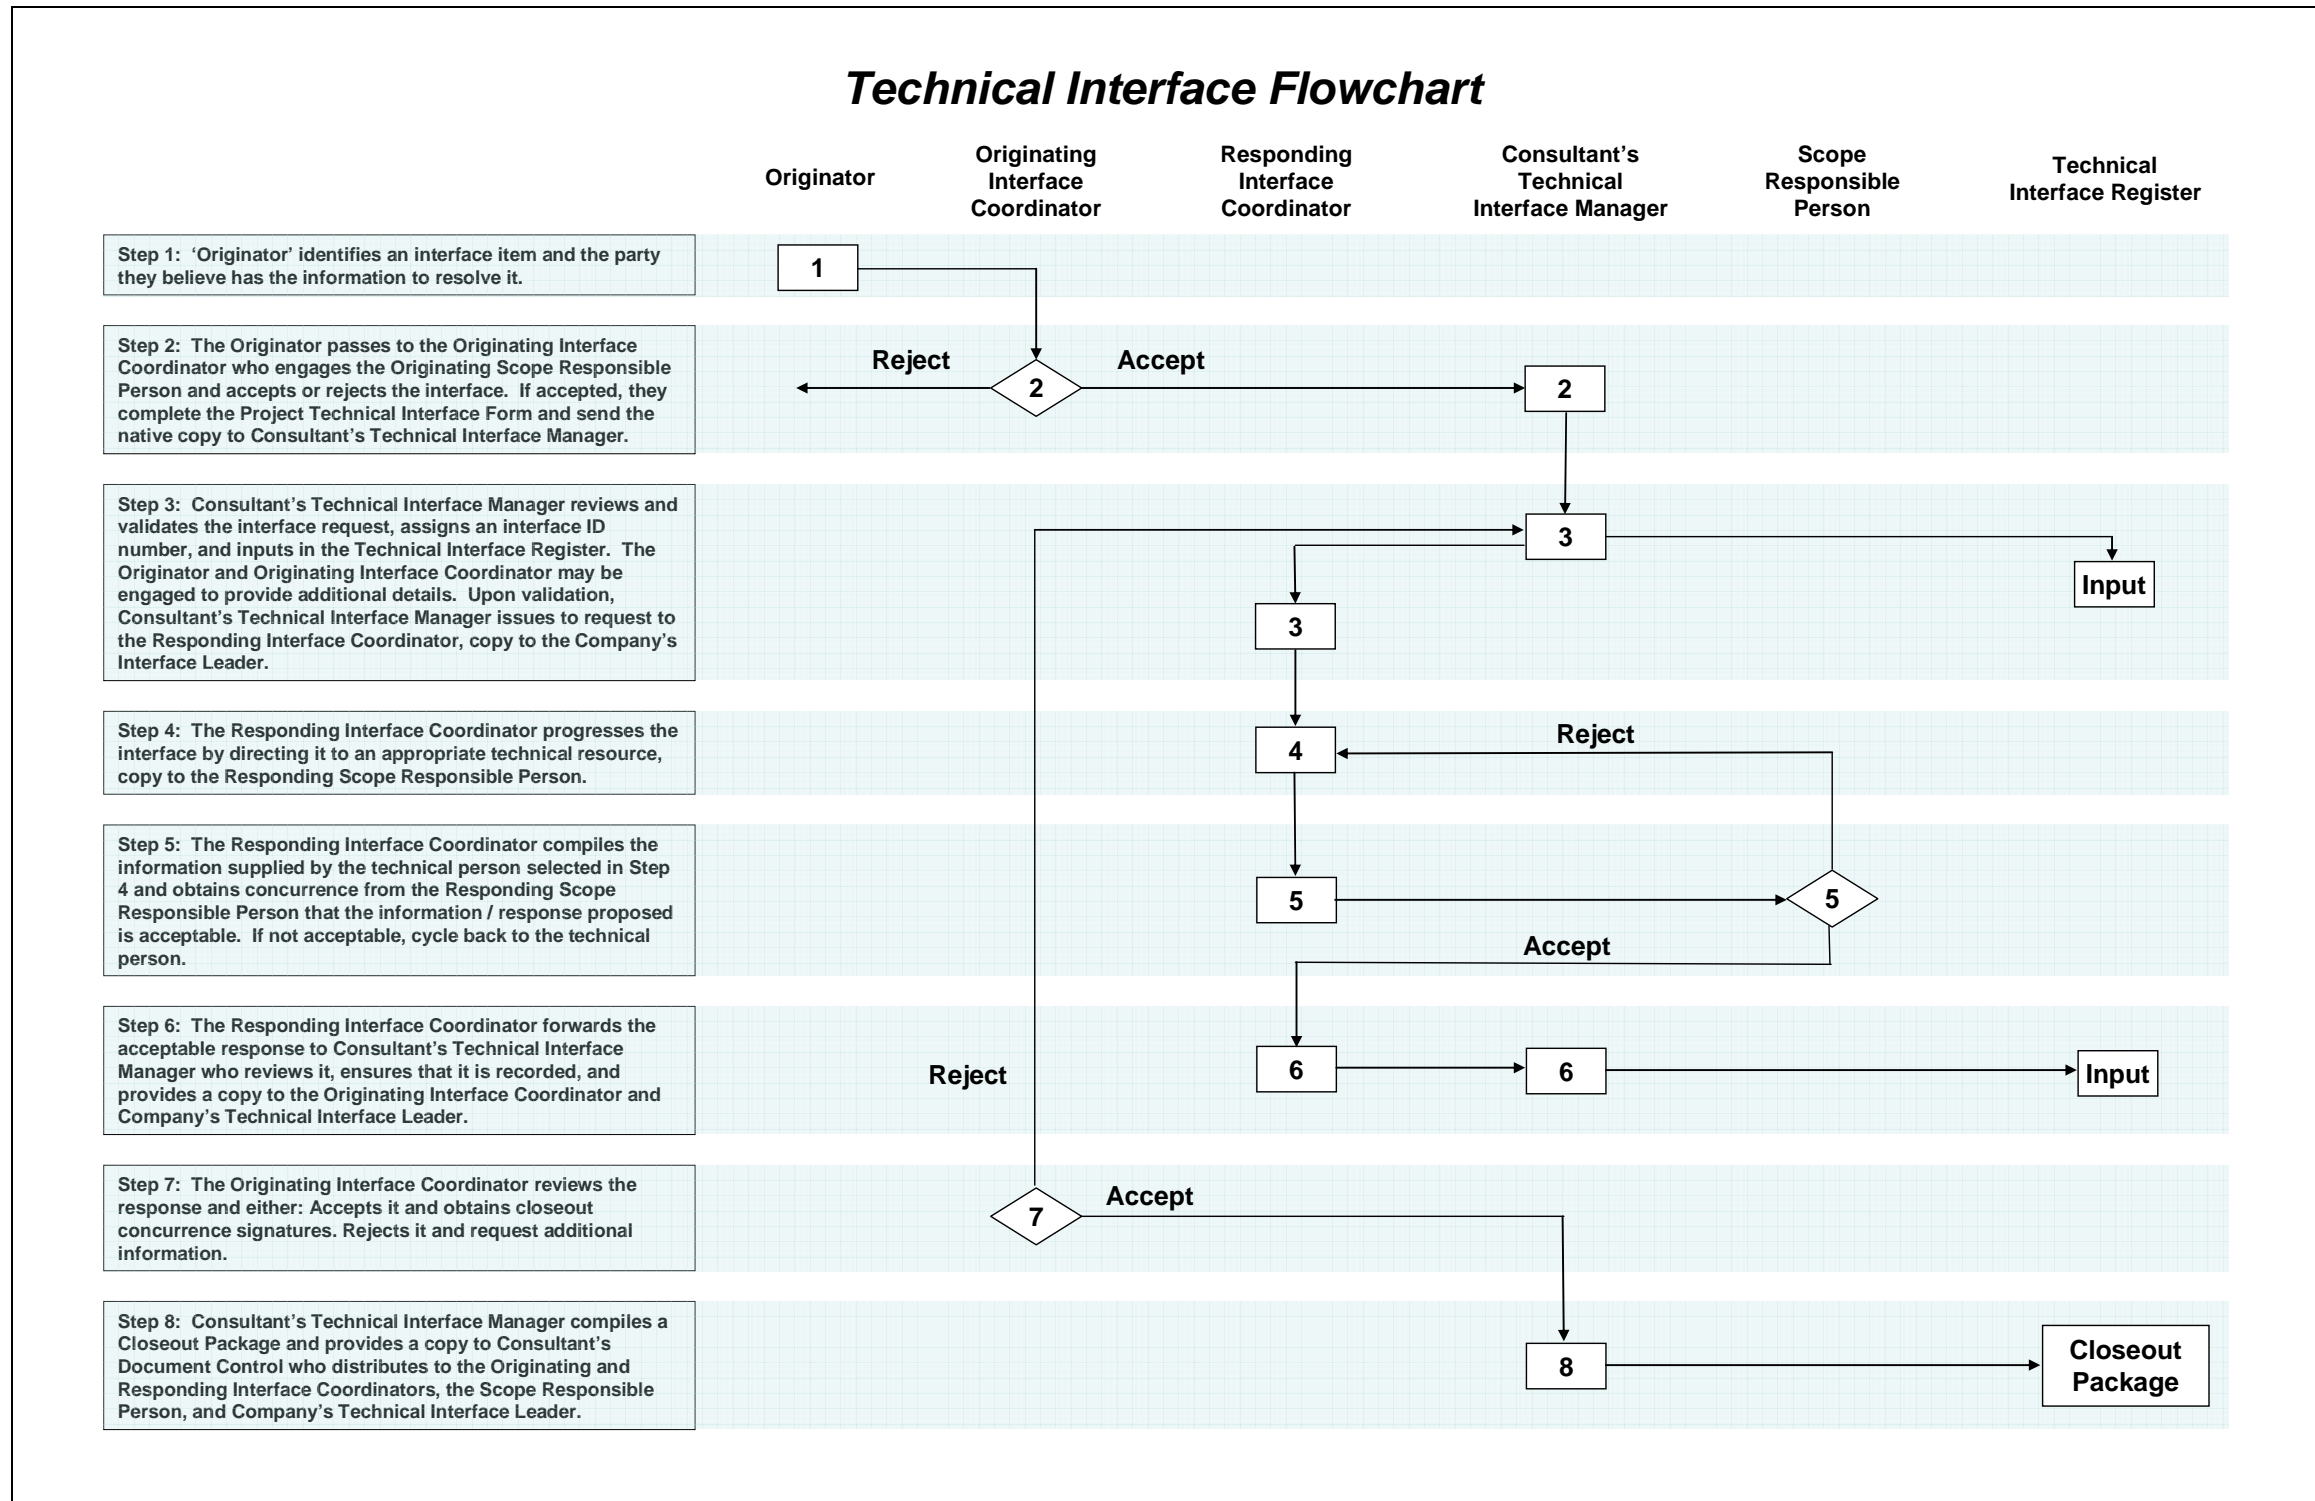 Technical Interface Flowchart
Originator
Originating
Interface
Coordinator
Responding
Interface
Coordinator
Consultant’s
Technical
Interface Manager
Scope
Responsible
Person
Technical
Interface Register
Step 1:  ‘Originator’ identifies an interface item and the party
they believe has the information to resolve it.
1
Step 2:  The Originator passes to the Originating Interface
Coordinator who engages the Originating Scope Responsible
Person and accepts or rejects the interface.  If accepted, they
complete the Project Technical Interface Form and send the
native copy to Consultant’s Technical Interface Manager.
Reject
2
Accept
2
Step 3:  Consultant’s Technical Interface Manager reviews and
validates the interface request, assigns an interface ID
number, and inputs in the Technical Interface Register.  The
Originator and Originating Interface Coordinator may be
engaged to provide additional details.  Upon validation,
Consultant’s Technical Interface Manager issues to request to
the Responding Interface Coordinator, copy to the Company’s
Interface Leader.
3
Input
3
Step 4:  The Responding Interface Coordinator progresses the
interface by directing it to an appropriate technical resource,
copy to the Responding Scope Responsible Person.
4
Reject
Step 5:  The Responding Interface Coordinator compiles the
information supplied by the technical person selected in Step
4 and obtains concurrence from the Responding Scope
Responsible Person that the information / response proposed
is acceptable.  If not acceptable, cycle back to the technical
person.
5
5
Accept
Step 6:  The Responding Interface Coordinator forwards the
acceptable response to Consultant’s Technical Interface
Manager who reviews it, ensures that it is recorded, and
provides a copy to the Originating Interface Coordinator and
Company’s Technical Interface Leader.
Reject
6
6
Input
Step 7:  The Originating Interface Coordinator reviews the
response and either: Accepts it and obtains closeout
concurrence signatures. Rejects it and request additional
information.
7
Accept
Step 8:  Consultant’s Technical Interface Manager compiles a
Closeout Package and provides a copy to Consultant’s
Document Control who distributes to the Originating and
Responding Interface Coordinators, the Scope Responsible
Person, and Company’s Technical Interface Leader.
8
Closeout
Package